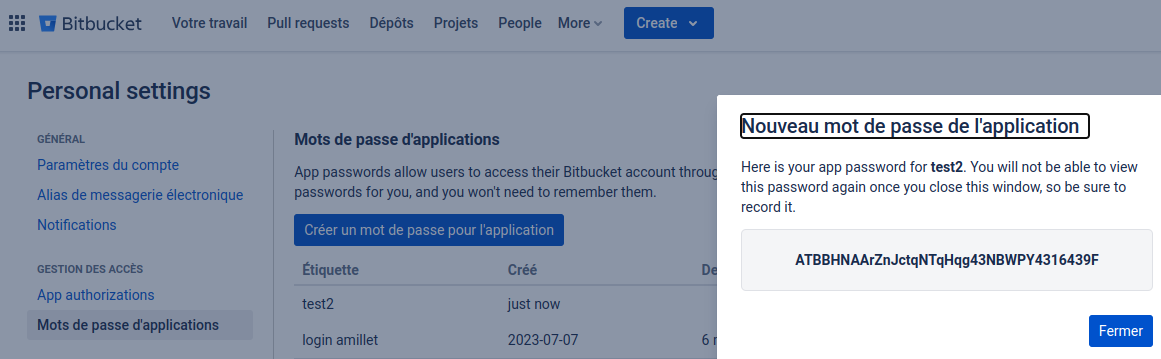 Bitbucket Votre travail Pull requests Dépôts Projets People More Create
Personal settings
GÉNÉRAL
Paramètres du compte
Alias de messagerie électronique
Notifications
GESTION DES ACCÈS
App authorizations
Mots de passe d'applications
Mots de passe d'applications
App passwords allow users to access their Bitbucket account throug
passwords for you, and you won't need to remember them.
Créer un mot de passe pour l'application
Étiquette Créé De
test2 just now
login amillet 2023-07-07 6
Nouveau mot de passe de l'application
Here is your app password for test2. You will not be able to view
this password again once you close this window, so be sure to
record it.
ATBBHNAArZnJctqNTqHqg43NBWPY4316439F
Fermer